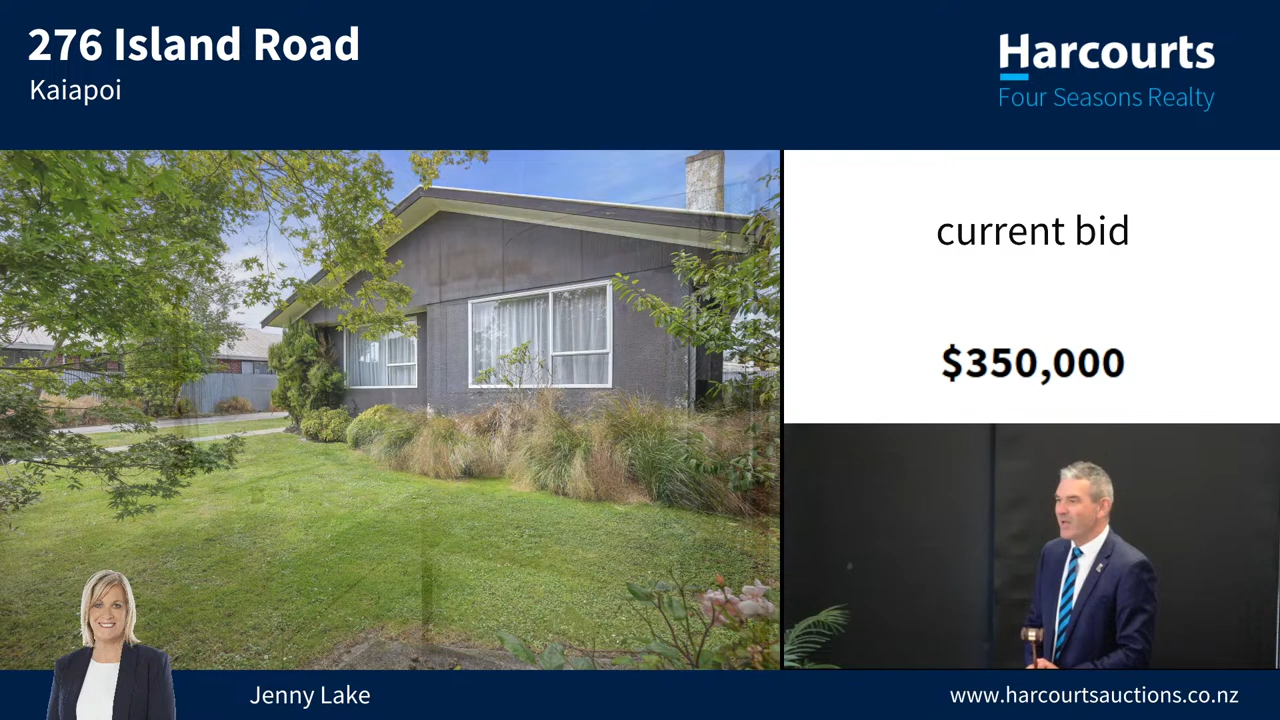 276 Island Road
Kaiapoi
Harcourts
Four Seasons Realty
current bid
$350,000
Jenny Lake
www.harcourtsauctions.co.nz